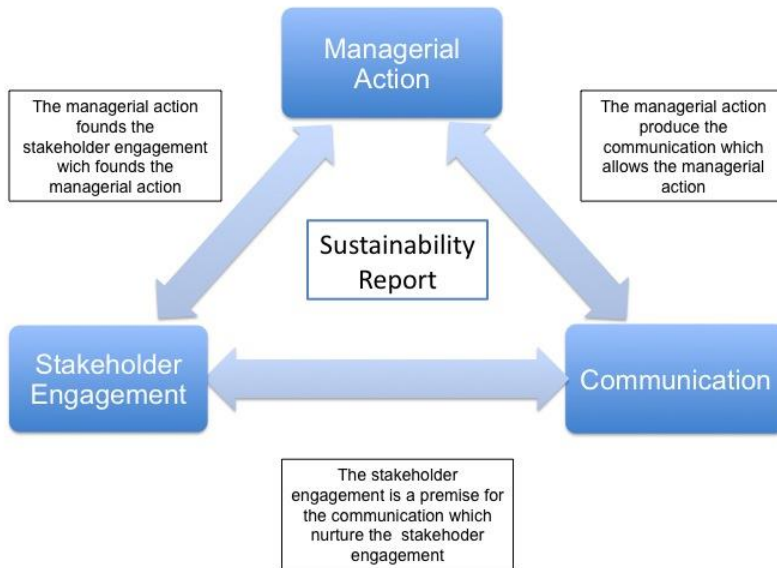 Managerial
Action
The managerial action
founds the
stakeholder engagement
wich founds the
managerial action
The managerial action
produce the
communication which
allows the managerial
action
Sustainability
Report
Stakeholder
Engagement
Communication
The stakeholder
engagement is a premise for
the communication which
nurture the stakehoder
engagement